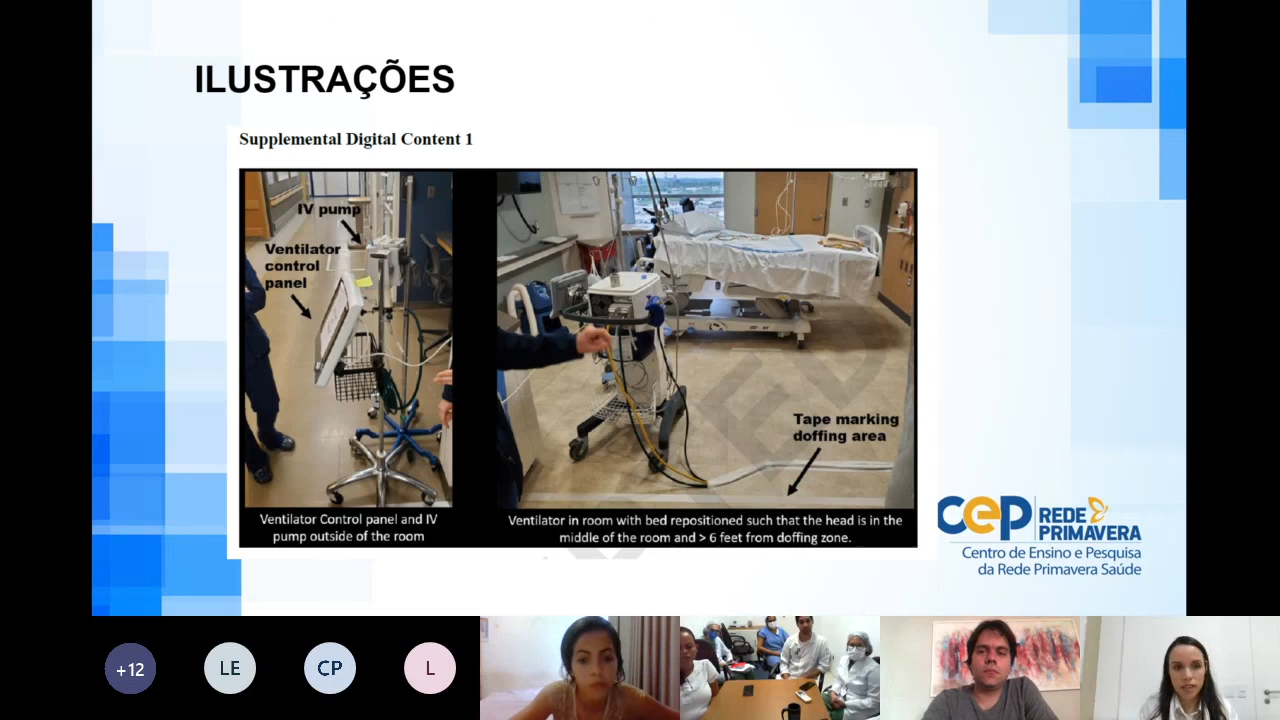 ILUSTRAÇÕES
Supplemental Digital Content 1
IV pump
Ventilator
control
panel
Tape marking
doffing area
Ventilator Control panel and IV
pump outside of the room
Ventilator in room with bed repositioned such that the head is in the
middle of the room and > 6 feet from doffing zone.
cep REDE
PRIMAVERA
Centro de Ensino e Pesquisa
da Rede Primavera Saúde
+12
LE
CP
L